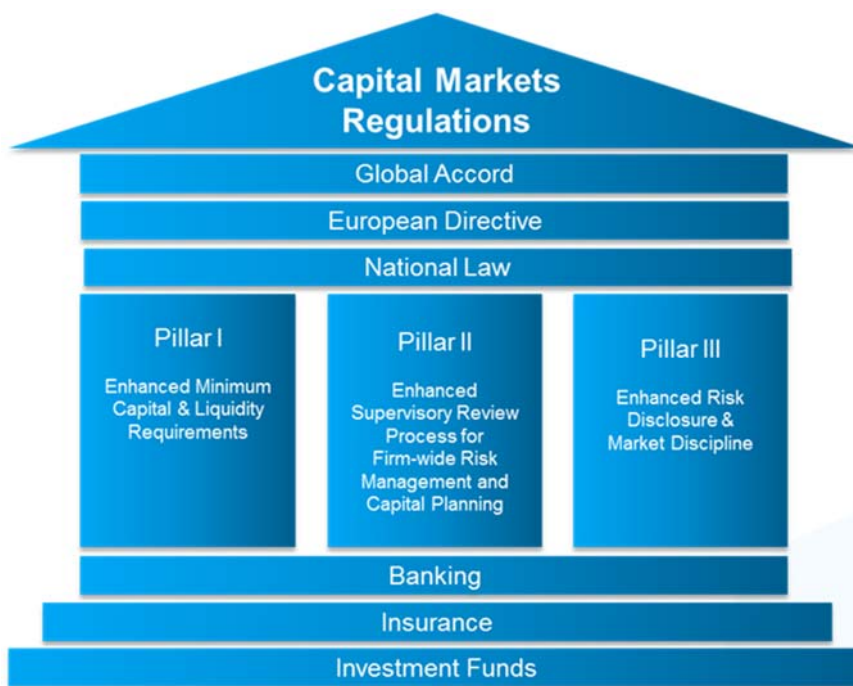 Capital Markets
Regulations
Global Accord
European Directive
National Law
Pillar I
Enhanced Minimum
Capital & Liquidity
Requirements
Pillar II
Enhanced
Supervisory Review
Process for
Firm-wide Risk
Management and
Capital Planning
Pillar III
Enhanced Risk
Disclosure &
Market Discipline
Banking
Insurance
Investment Funds